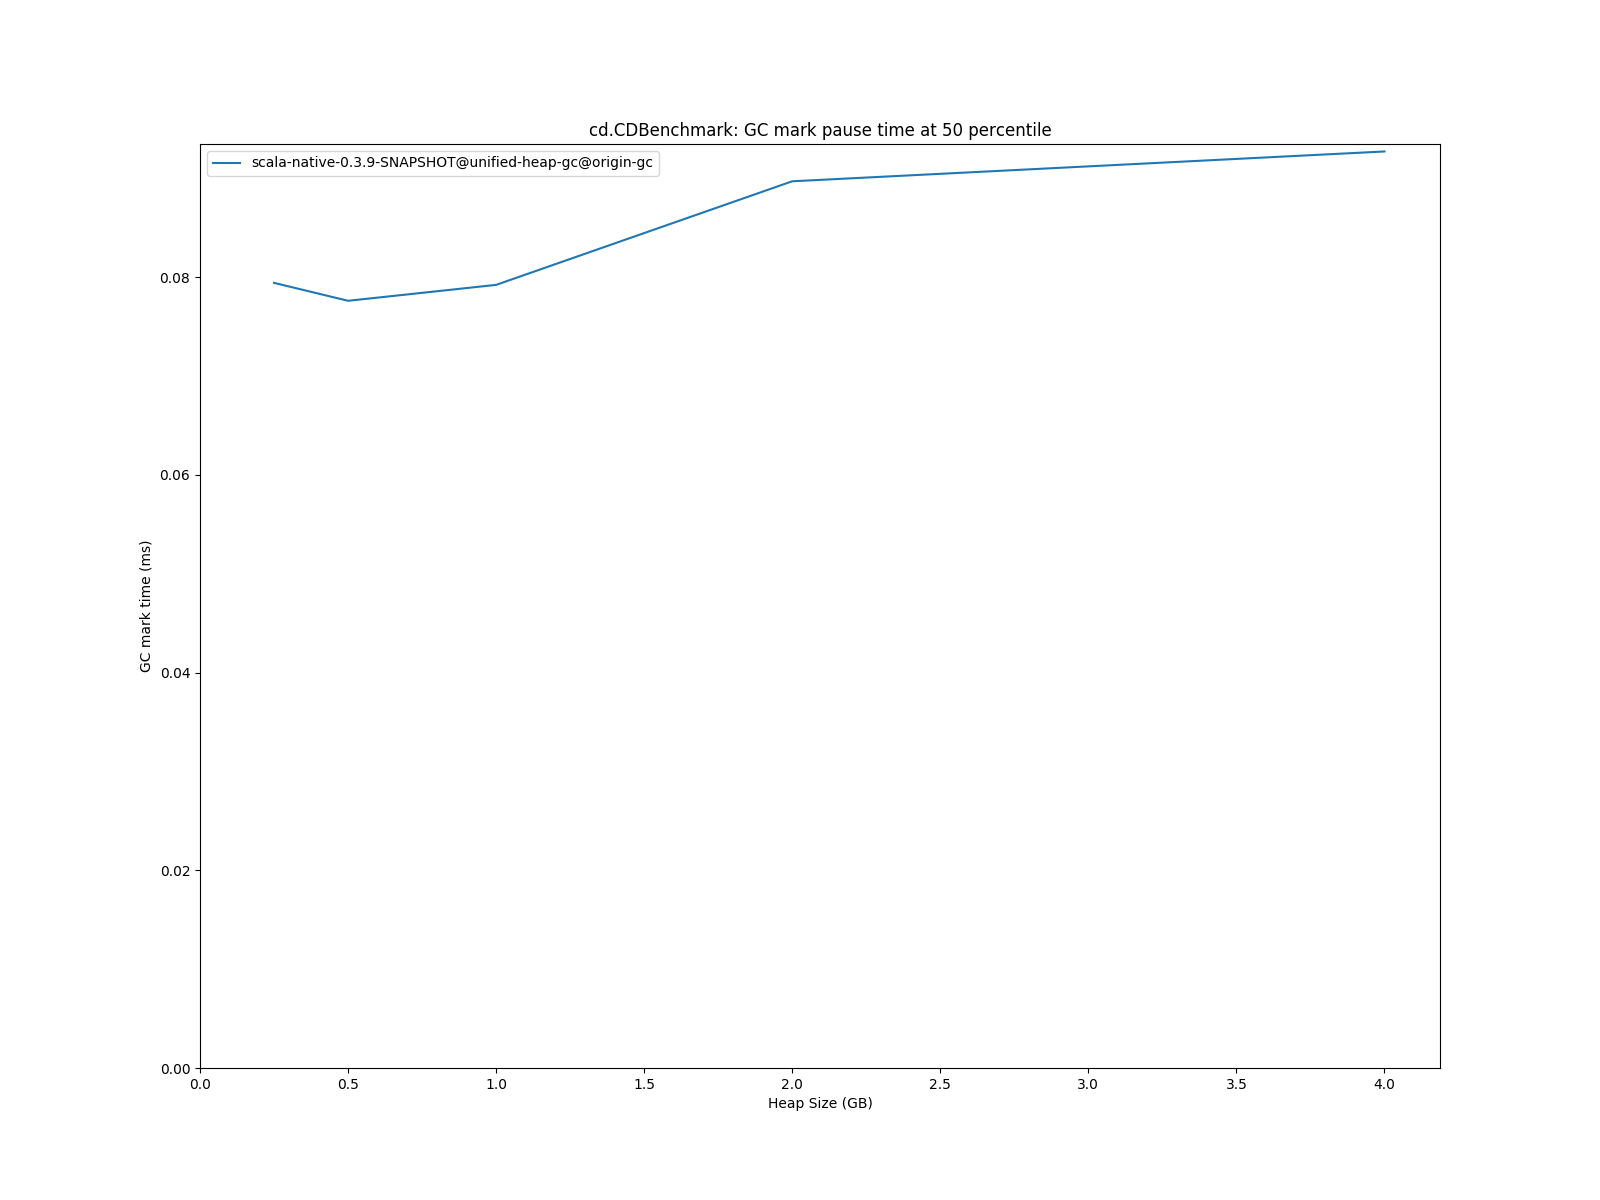 cd.CDBenchmark: GC mark pause time at 50 percentile
scala-native-0.3.9-SNAPSHOT@unified-heap-gc@origin-gc
0.08
0.06
0.04
0.02
0.00
GC mark time (ms)
0.0 0.5 1.0 1.5 2.0 2.5 3.0 3.5 4.0
Heap Size (GB)